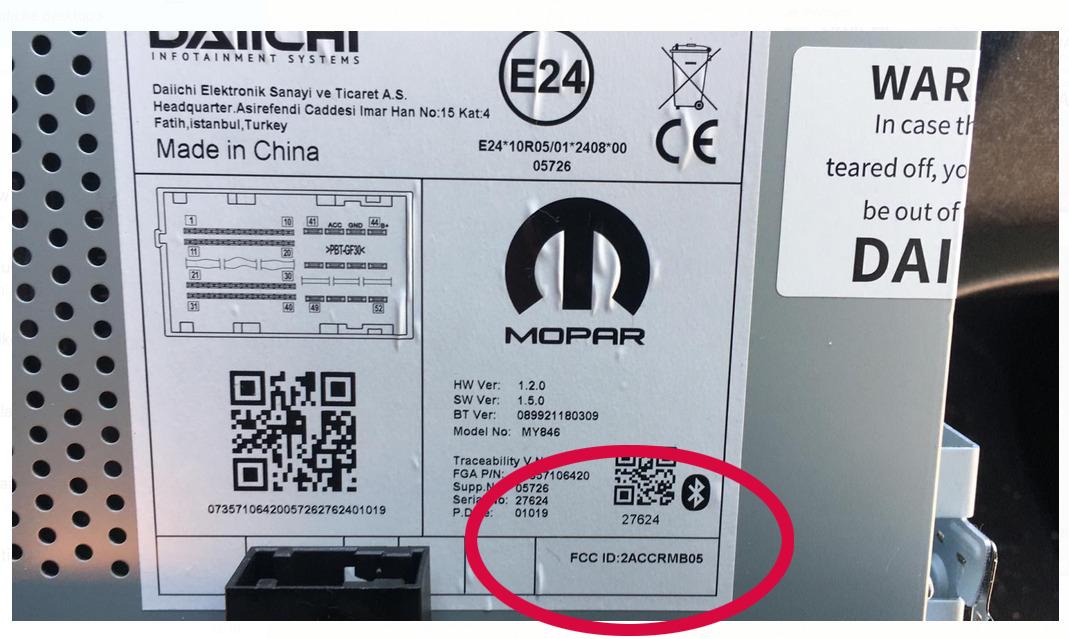 DAIICHI
INFOTAINMENT SYSTEMS
Daiichi Elektronik Sanayi ve Ticaret A.S.
Headquarter.Asirefendi Caddesi Imar Han No:15 Kat:4
Fatih,istanbul,Turkey
Made in China
E24
E24*10R05/01*2408*00
05726
CE
WAR
In case th
teared off, yo
be out of
DAI
1 10 41 ACC GND 44 B+
11 20 >PBT-GF30<
21 30
31 40 49 52
07357106420057262762401019
MOPAR
HW Ver: 1.2.0
SW Ver: 1.5.0
BT Ver: 089921180309
Model No: MY846
Traceability V.N
FGA P/N: 57106420
Supp.N 05726
Serial No: 27624
P.Date: 01019
27624
FCC ID:2ACCRMB05